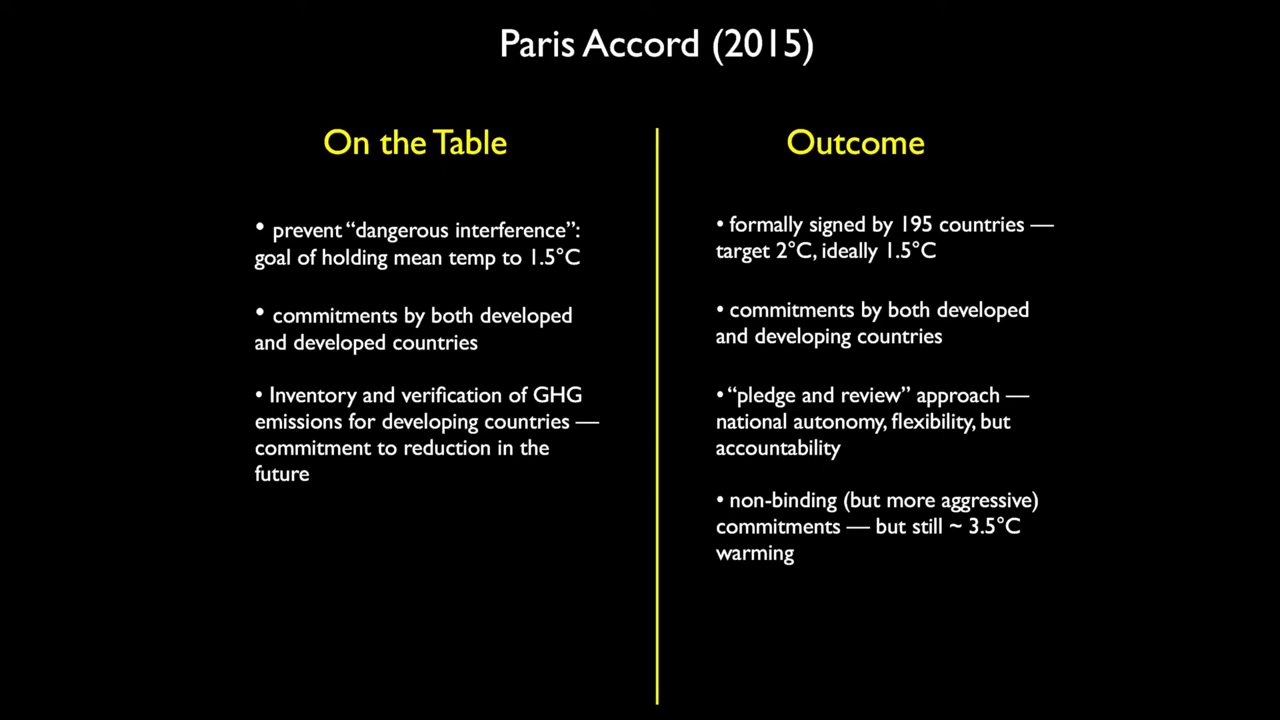 Paris Accord (2015)
On the Table
• prevent “dangerous interference”:
goal of holding mean temp to 1.5°C
• commitments by both developed
and developed countries
• Inventory and verification of GHG
emissions for developing countries —
commitment to reduction in the
future
Outcome
• formally signed by 195 countries —
target 2°C, ideally 1.5°C
• commitments by both developed
and developing countries
• “pledge and review” approach —
national autonomy, flexibility, but
accountability
• non-binding (but more aggressive)
commitments — but still ~ 3.5°C
warming